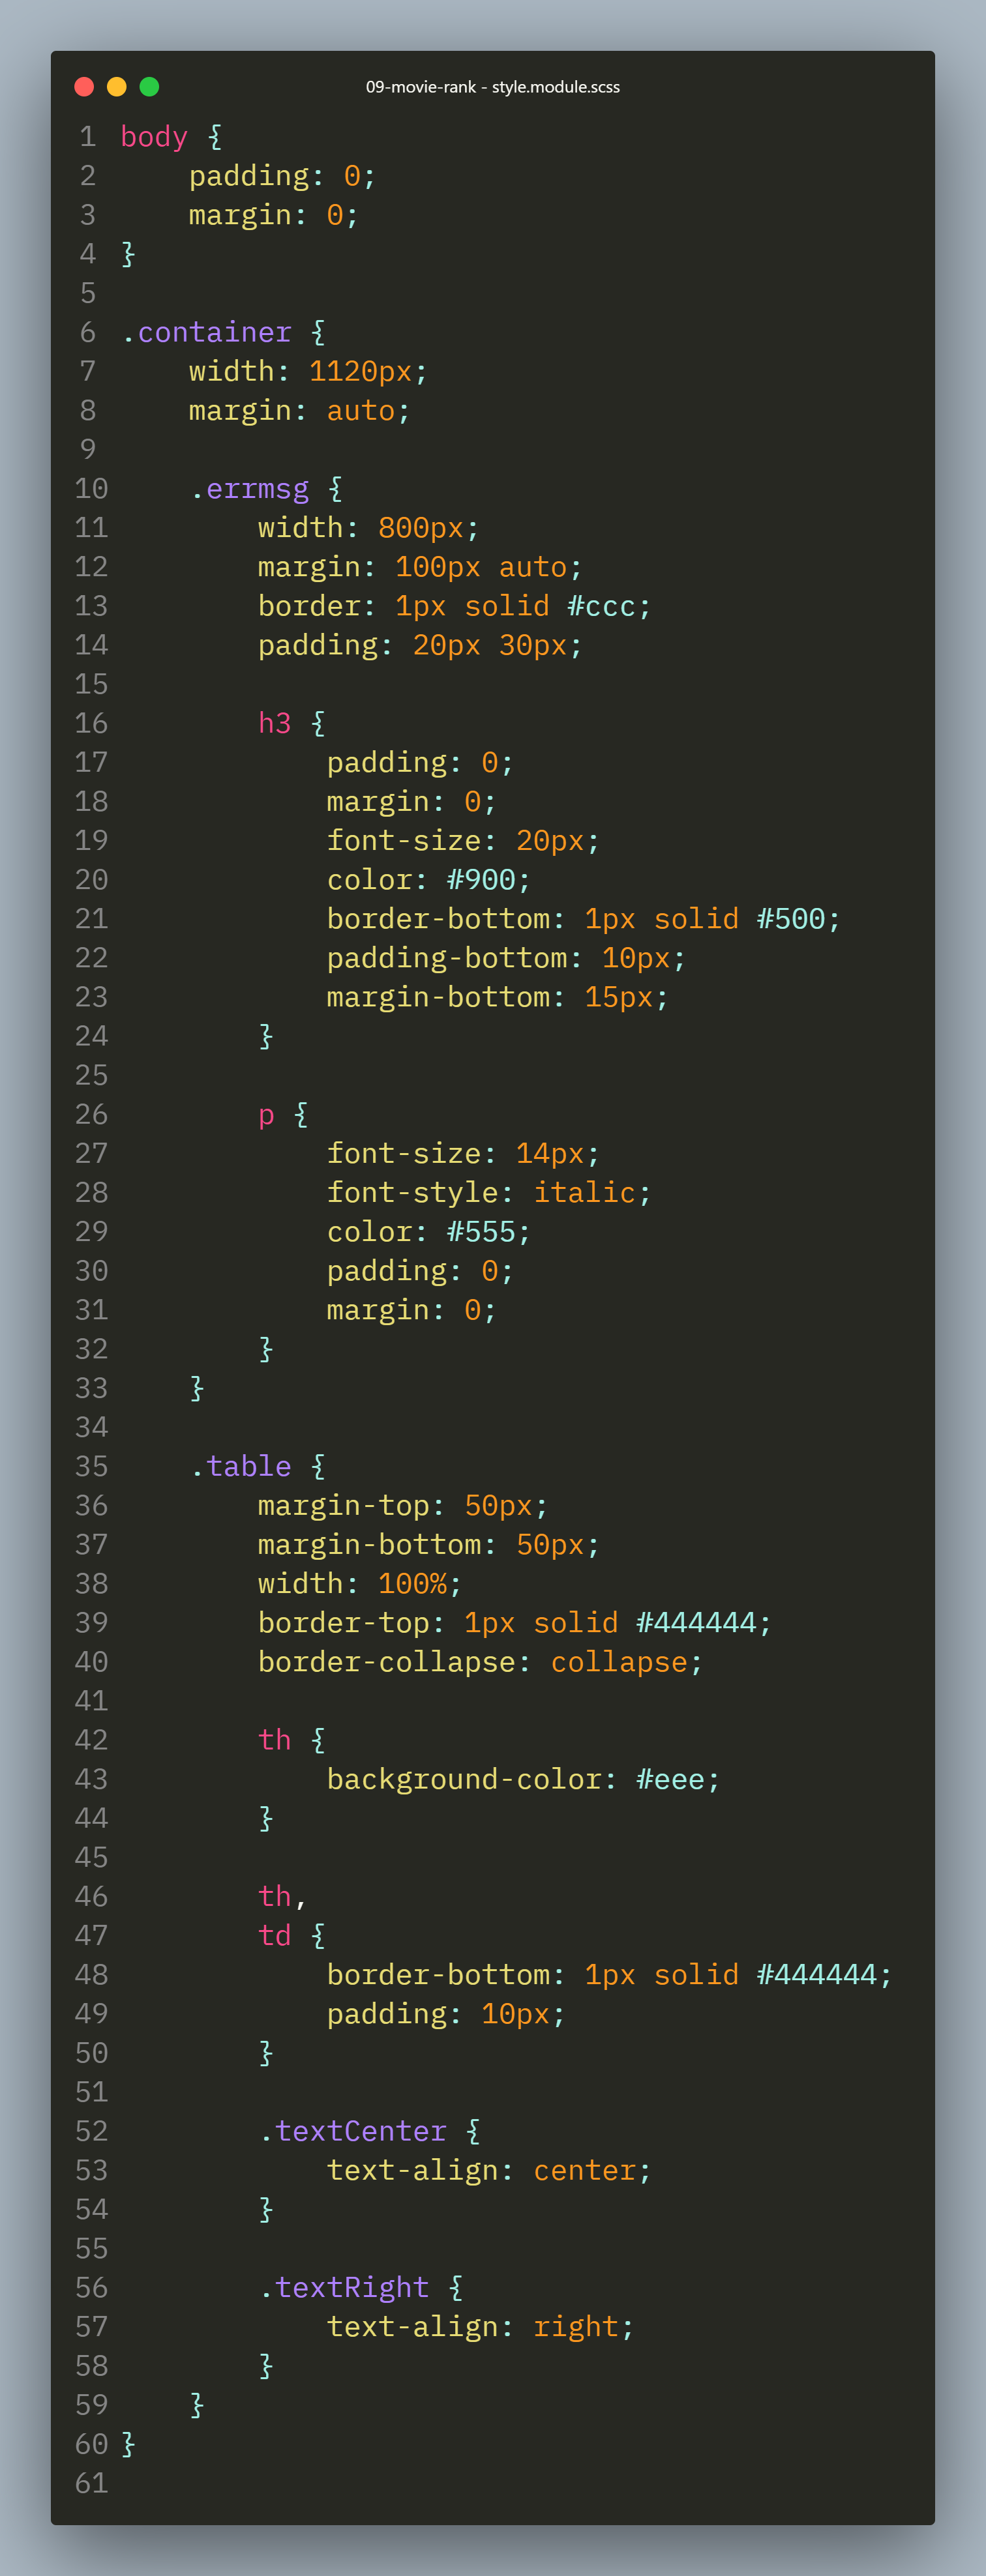 09-movie-rank - style.module.scss
1 body {
2     padding: 0;
3     margin: 0;
4 }
5
6 .container {
7     width: 1120px;
8     margin: auto;
9
10     .errmsg {
11         width: 800px;
12         margin: 100px auto;
13         border: 1px solid #ccc;
14         padding: 20px 30px;
15
16         h3 {
17             padding: 0;
18             margin: 0;
19             font-size: 20px;
20             color: #900;
21             border-bottom: 1px solid #500;
22             padding-bottom: 10px;
23             margin-bottom: 15px;
24         }
25
26         p {
27             font-size: 14px;
28             font-style: italic;
29             color: #555;
30             padding: 0;
31             margin: 0;
32         }
33     }
34
35     .table {
36         margin-top: 50px;
37         margin-bottom: 50px;
38         width: 100%;
39         border-top: 1px solid #444444;
40         border-collapse: collapse;
41
42         th {
43             background-color: #eee;
44         }
45
46         th,
47         td {
48             border-bottom: 1px solid #444444;
49             padding: 10px;
50         }
51
52         .textCenter {
53             text-align: center;
54         }
55
56         .textRight {
57             text-align: right;
58         }
59     }
60 }
61